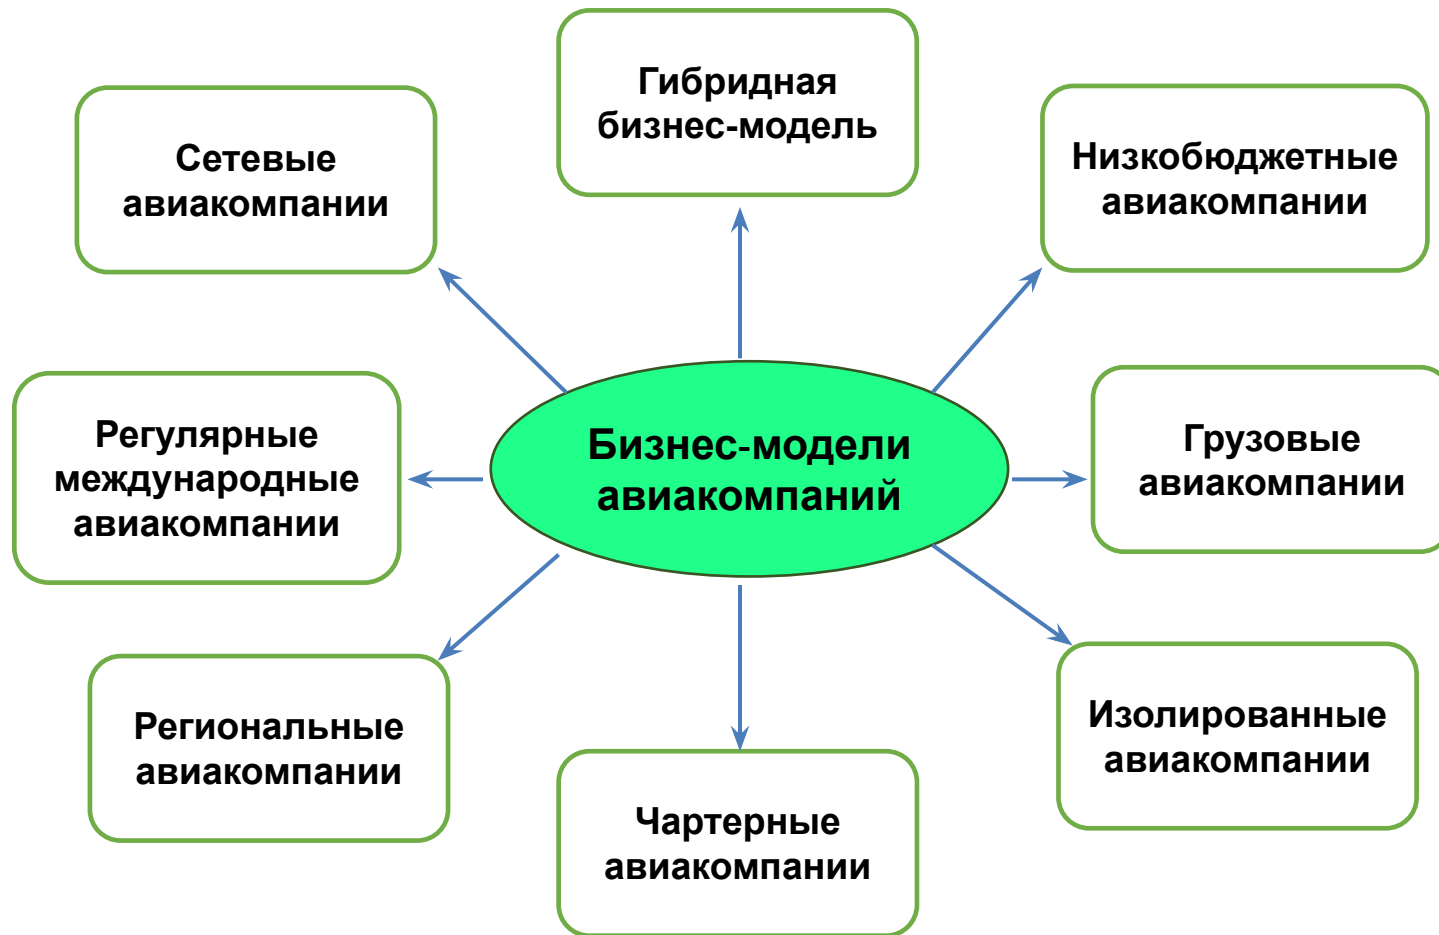 Гибридная
бизнес-модель
Сетевые
авиакомпании
Низкобюджетные
авиакомпании
Регулярные
международные
авиакомпании
Бизнес-модели
авиакомпаний
Грузовые
авиакомпании
Региональные
авиакомпании
Изолированные
авиакомпании
Чартерные
авиакомпании